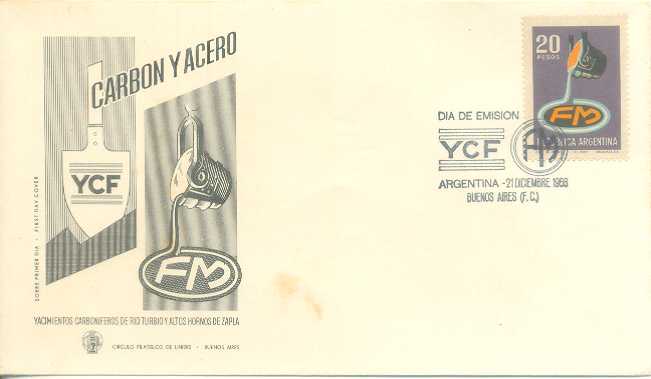 CARBON Y ACERO
YCF
FM
SOBRE PRIMER DIA - FIRST DAY COVER
YACIMIENTOS CARBONIFEROS DE RIO TURBIO Y ALTOS HORNOS DE ZAPLA
CIRCULO FILATELICO DE LINIERS - BUENOS AIRES
20
PESOS
FM
REPUBLICA ARGENTINA
DIA DE EMISION
YCF
ARGENTINA - 21 DICIEMBRE 1968
BUENOS AIRES (F.C.)